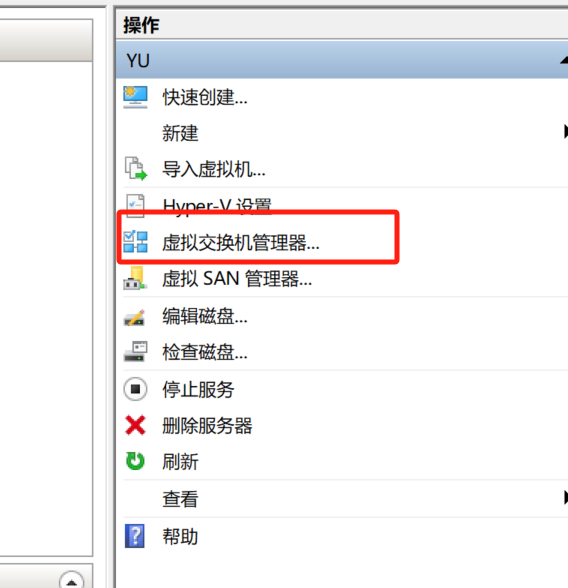 操作
YU
快速创建...
新建
导入虚拟机...
Hyper-V 设置
虚拟交换机管理器...
虚拟 SAN 管理器...
编辑磁盘...
检查磁盘...
停止服务
删除服务器
刷新
查看
帮助